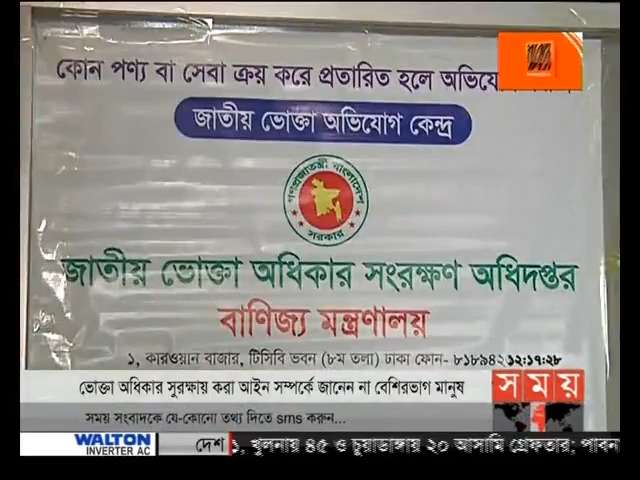 কোন পণ্য বা সেবা ক্রয় করে প্রতারিত হলে
জাতীয় ভোক্তা অভিযোগ কেন্দ্র
গণপ্রজাতন্ত্রী বাংলাদেশ
সরকার
জাতীয় ভোক্তা অধিকার সংরক্ষণ অধিদপ্তর
বাণিজ্য মন্ত্রণালয়
১, কারওয়ান বাজার, টিসিবি ভবন (৮ম তলা) ঢাকা ফোন- ৮১৮৯৪২
১২:১৭:২৮
ভোক্তা অধিকার সুরক্ষায় করা আইন সম্পর্কে জানেন না বেশিরভাগ মানুষ
সময়
সময় সংবাদকে যে-কোনো তথ্য দিতে sms করুন...
WALTON
INVERTER AC
দেশ
১, খুলনায় ৪৫ ও চুয়াডাঙ্গায় ২০ আসামি গ্রেফতার; পাবন